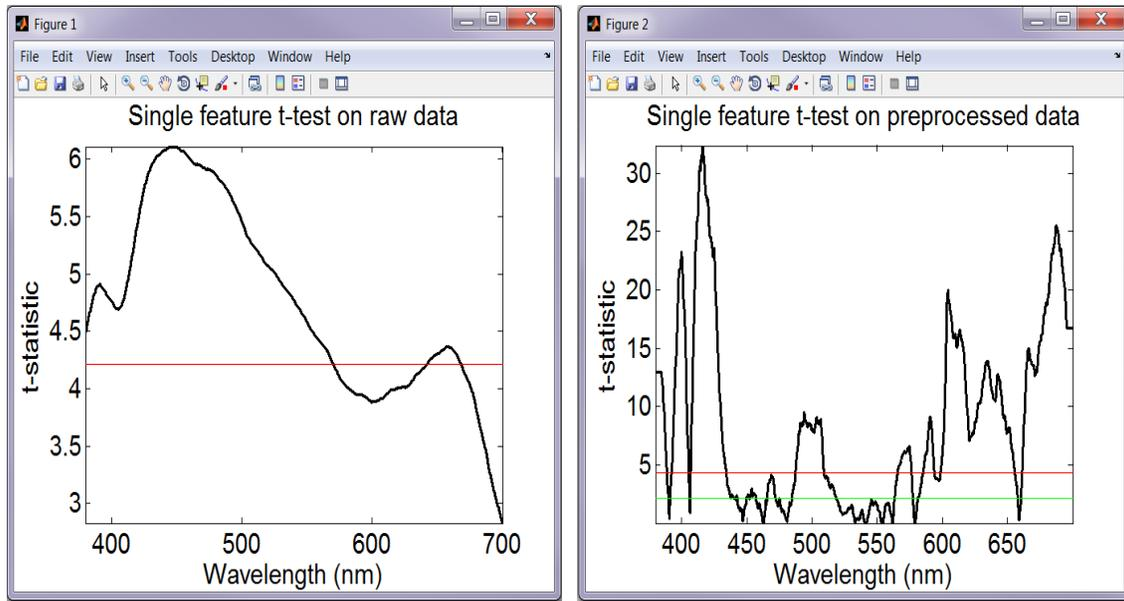 Figure 1
File Edit View Insert Tools Desktop Window Help
Single feature t-test on raw data
6
5.5
5
4.5
4
3.5
3
t-statistic
400 500 600 700
Wavelength (nm)
Figure 2
File Edit View Insert Tools Desktop Window Help
Single feature t-test on preprocessed data
30
25
20
15
10
5
t-statistic
400 450 500 550 600 650
Wavelength (nm)